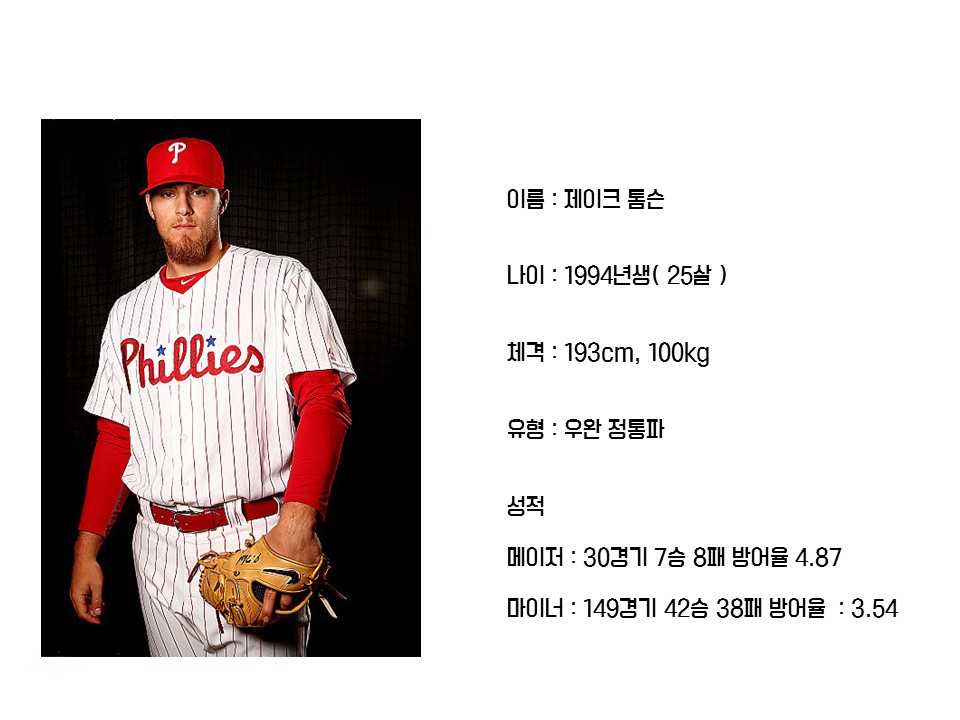 P
Phillies
이름 : 제이크 톰슨
나이 : 1994년생( 25살 )
체격 : 193cm, 100kg
유형 : 우완 정통파
성적
메이저 : 30경기 7승 8패 방어율 4.87
마이너 : 149경기 42승 38패 방어율  : 3.54